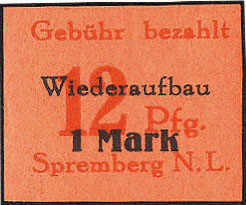 Gebühr bezahlt
Wiederaufbau
12 Pfg.
1 Mark
Spremberg N.L.